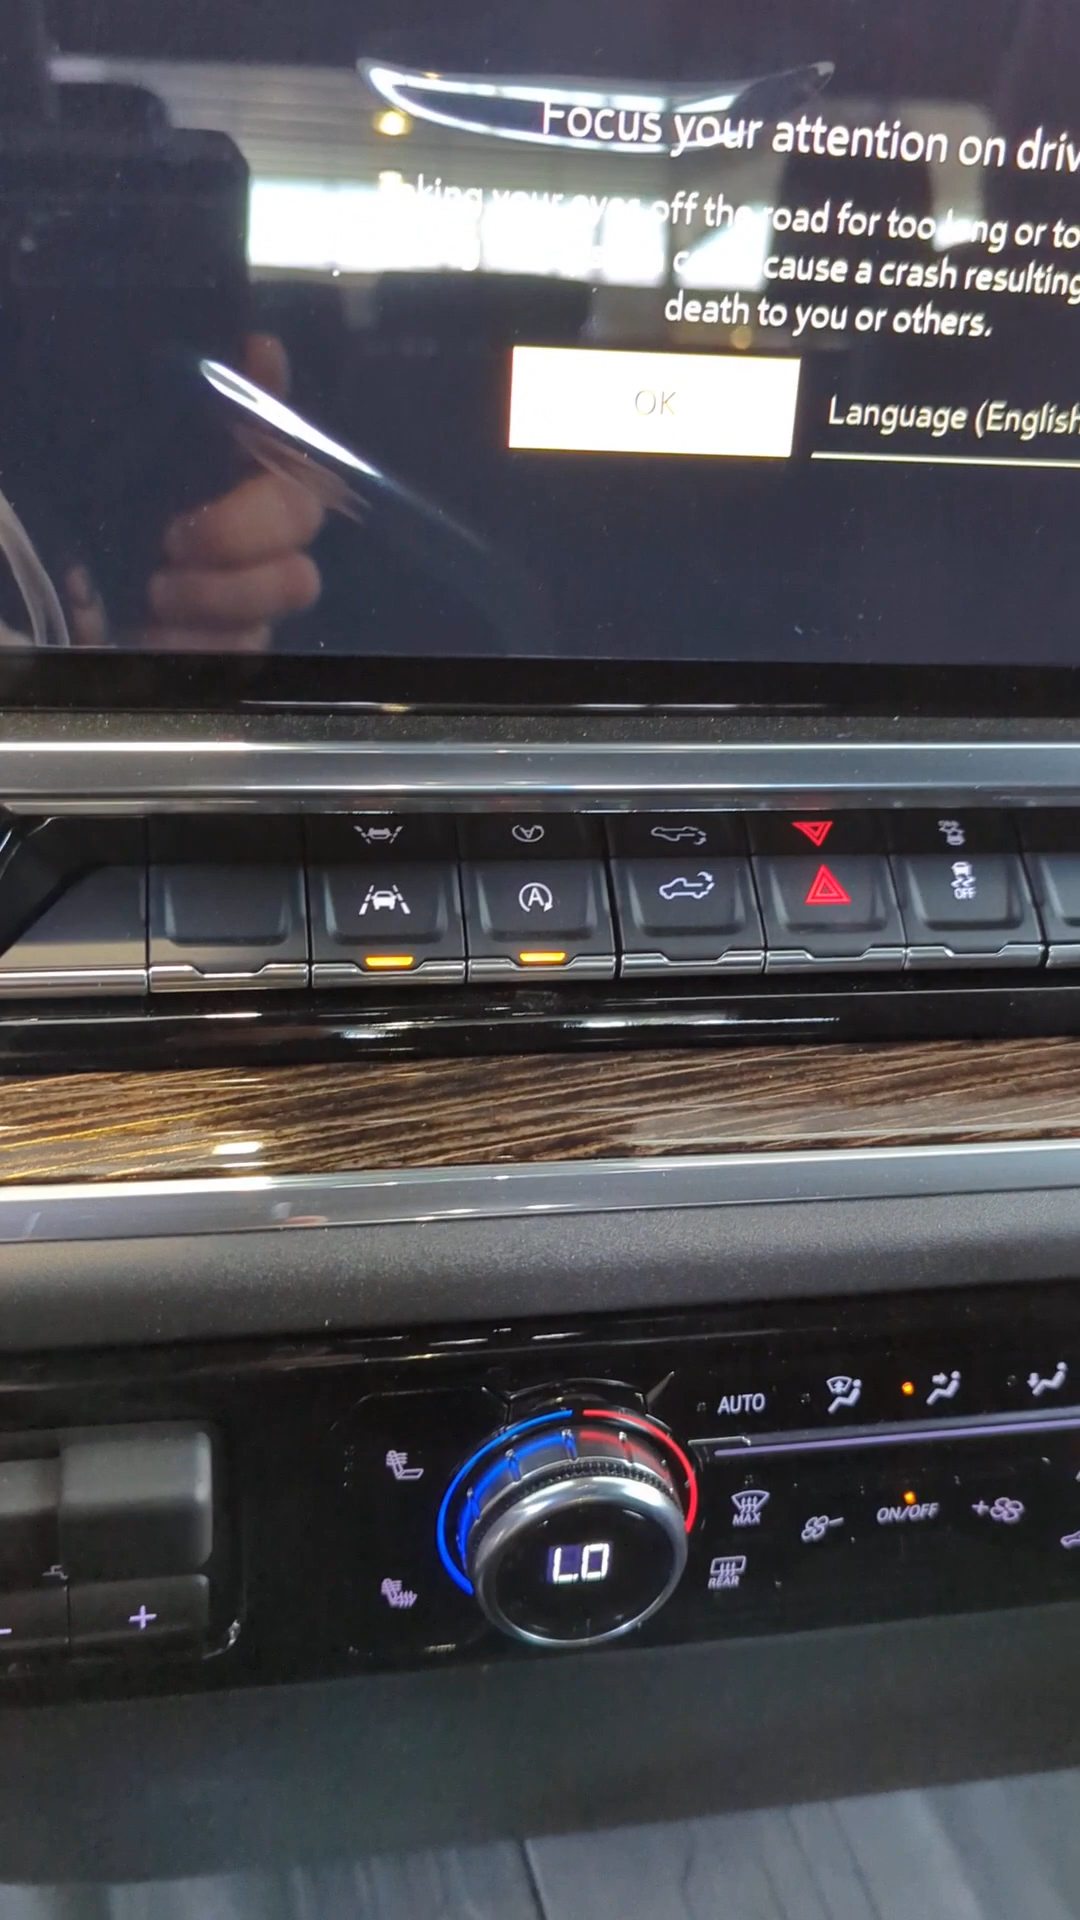 Focus your attention on driv
your eyes off the road for too long or to
cause a crash resulting
death to you or others.
OK
Language (English
A
OFF
AUTO
MAX
ON/OFF
+
REAR
LO
-
+